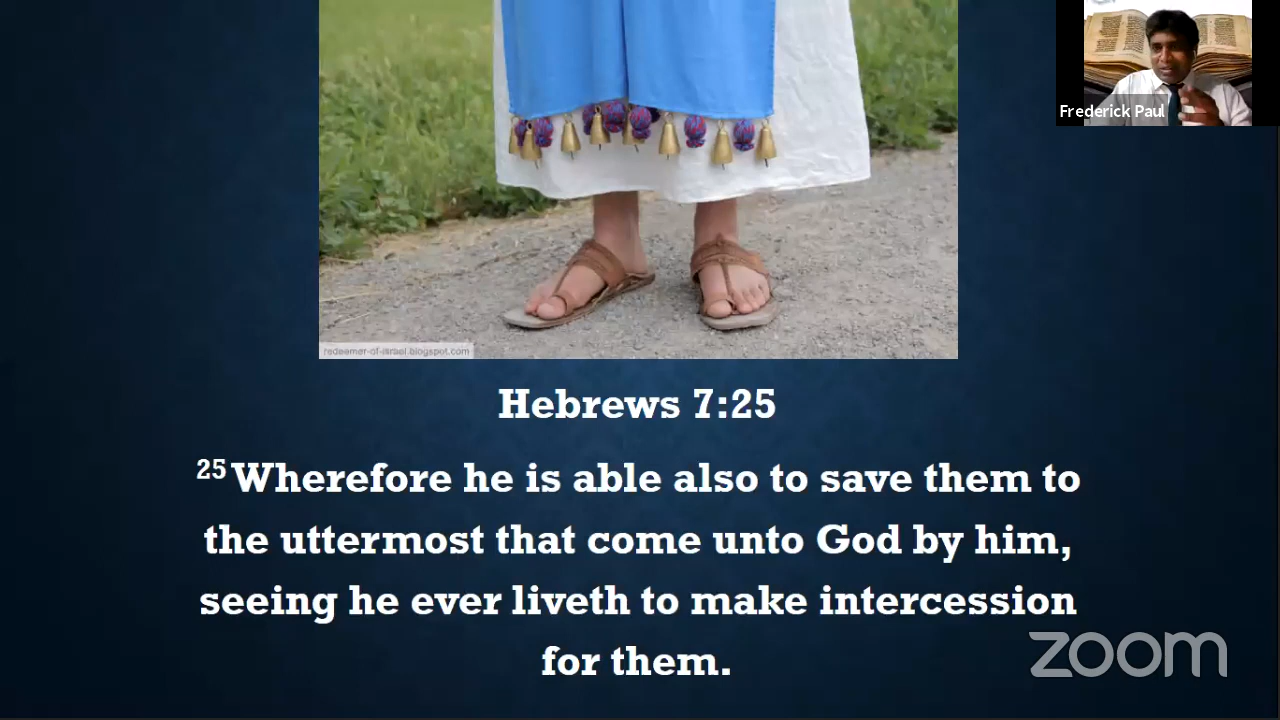 Frederick Paul
redeemer-of-israel.blogspot.com
Hebrews 7:25
25 Wherefore he is able also to save them to
the uttermost that come unto God by him,
seeing he ever liveth to make intercession
for them.
zoom